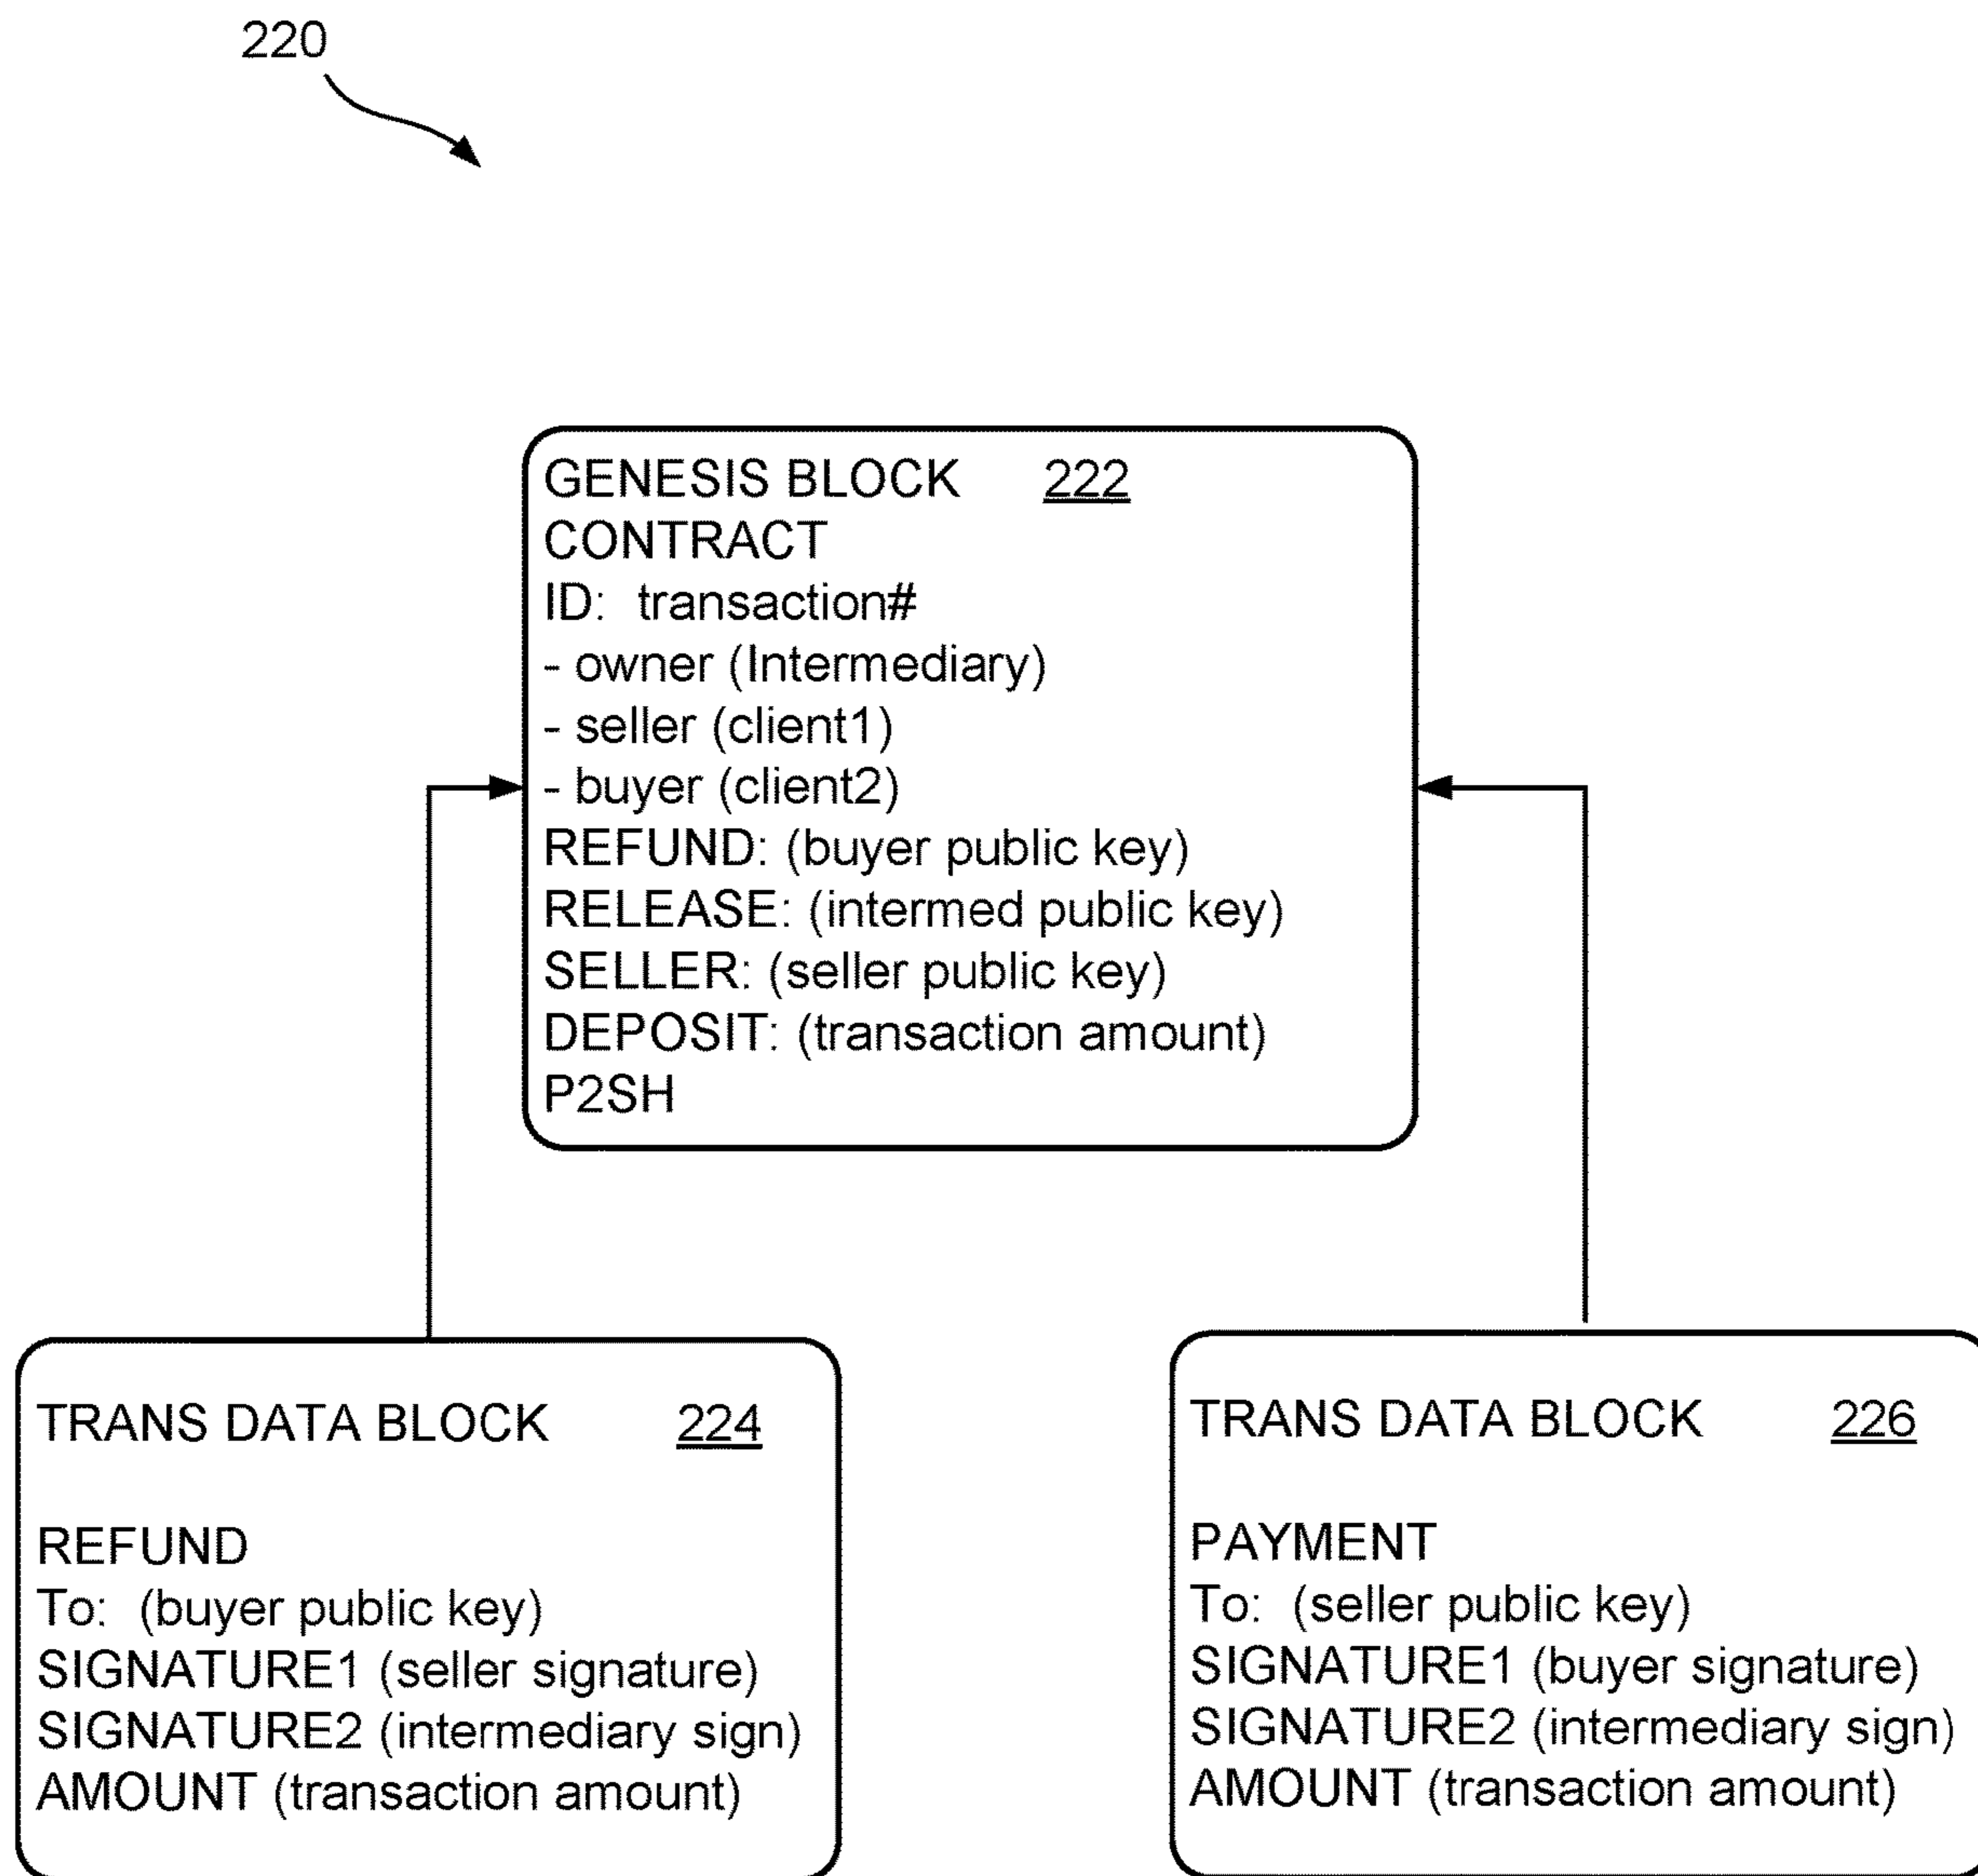 220
GENESIS BLOCK 222
CONTRACT
ID: transaction#
- owner (Intermediary)
- seller (client1)
- buyer (client2)
REFUND: (buyer public key)
RELEASE: (intermed public key)
SELLER: (seller public key)
DEPOSIT: (transaction amount)
P2SH
TRANS DATA BLOCK 224
REFUND
To: (buyer public key)
SIGNATURE1 (seller signature)
SIGNATURE2 (intermediary sign)
AMOUNT (transaction amount)
TRANS DATA BLOCK 226
PAYMENT
To: (seller public key)
SIGNATURE1 (buyer signature)
SIGNATURE2 (intermediary sign)
AMOUNT (transaction amount)